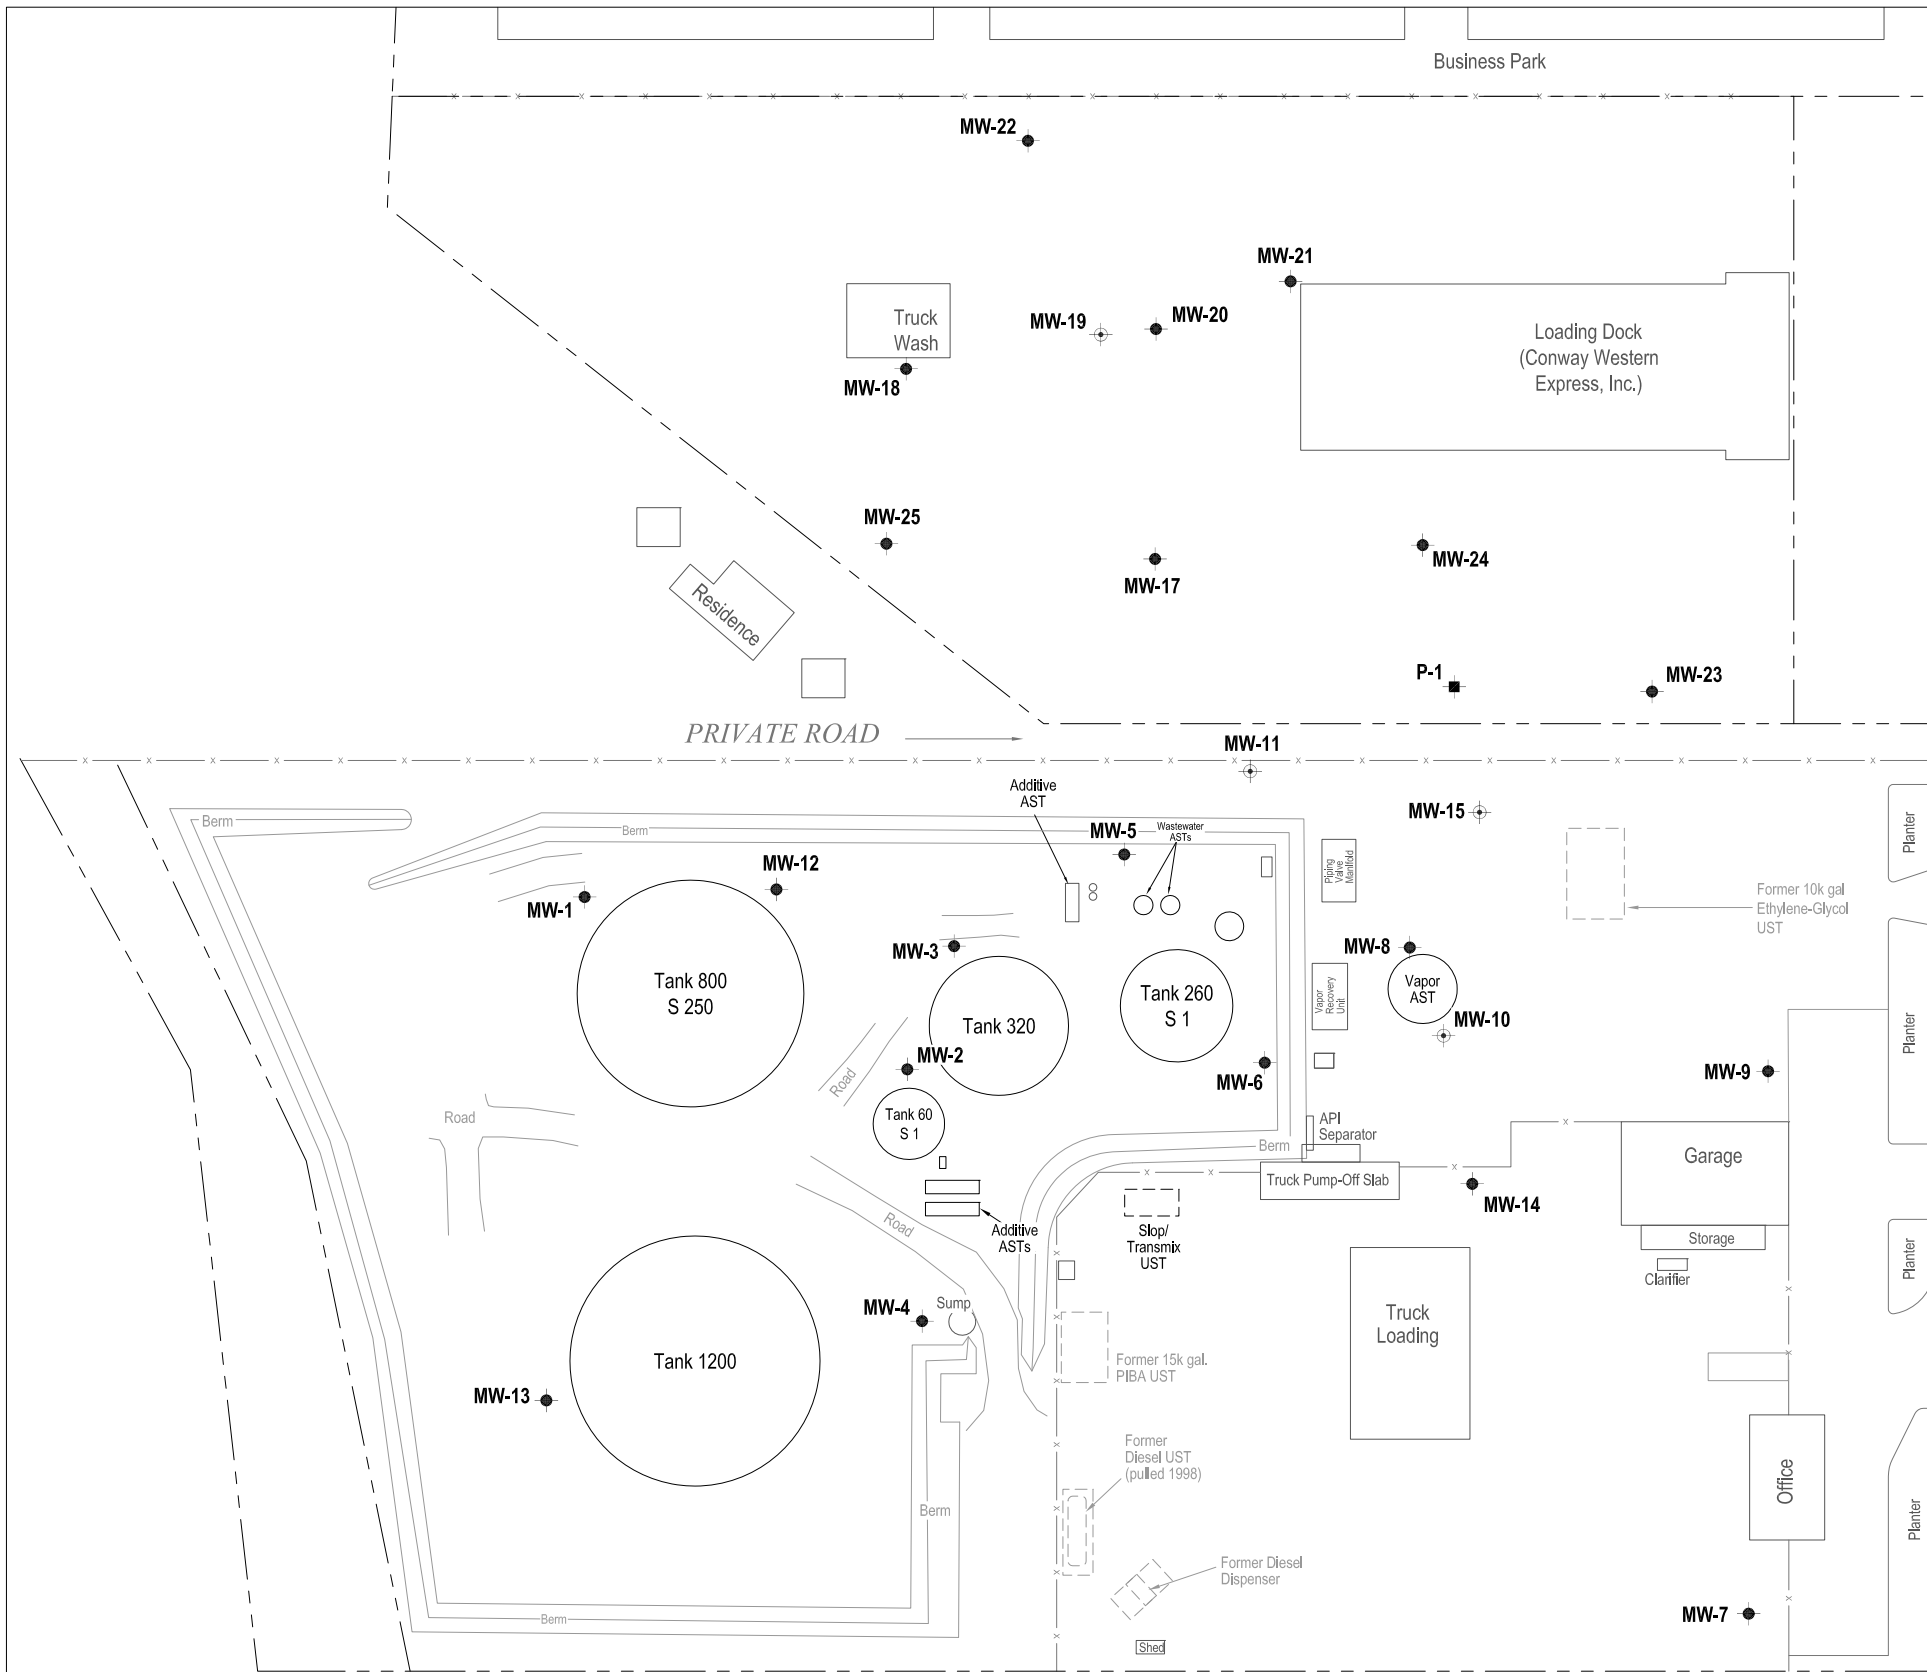 Business Park
MW-22
MW-21
MW-19
MW-20
Truck
Wash
MW-18
Loading Dock
(Conway Western
Express, Inc.)
MW-25
MW-24
MW-17
Residence
P-1
MW-23
PRIVATE ROAD
MW-11
Additive
AST
MW-15
Berm
Berm
MW-5
Wastewater
ASTs
Planter
Piping
Valve
Manifold
MW-12
MW-1
Former 10k gal
Ethylene-Glycol
UST
MW-3
MW-8
Tank 800
S 250
Tank 260
S 1
Vapor
AST
Vapor
Recovery
Unit
Tank 320
MW-10
Planter
MW-2
MW-6
MW-9
Road
Road
Tank 60
S 1
API
Separator
Berm
Garage
Truck Pump-Off Slab
MW-14
Road
Additive
ASTs
Slop/
Transmix
UST
Storage
Clarifier
Planter
MW-4
Sump
Truck
Loading
Tank 1200
Former 15k gal.
PIBA UST
MW-13
Former
Diesel UST
(pulled 1998)
Office
Berm
Planter
Former Diesel
Dispenser
Berm
MW-7
Shed